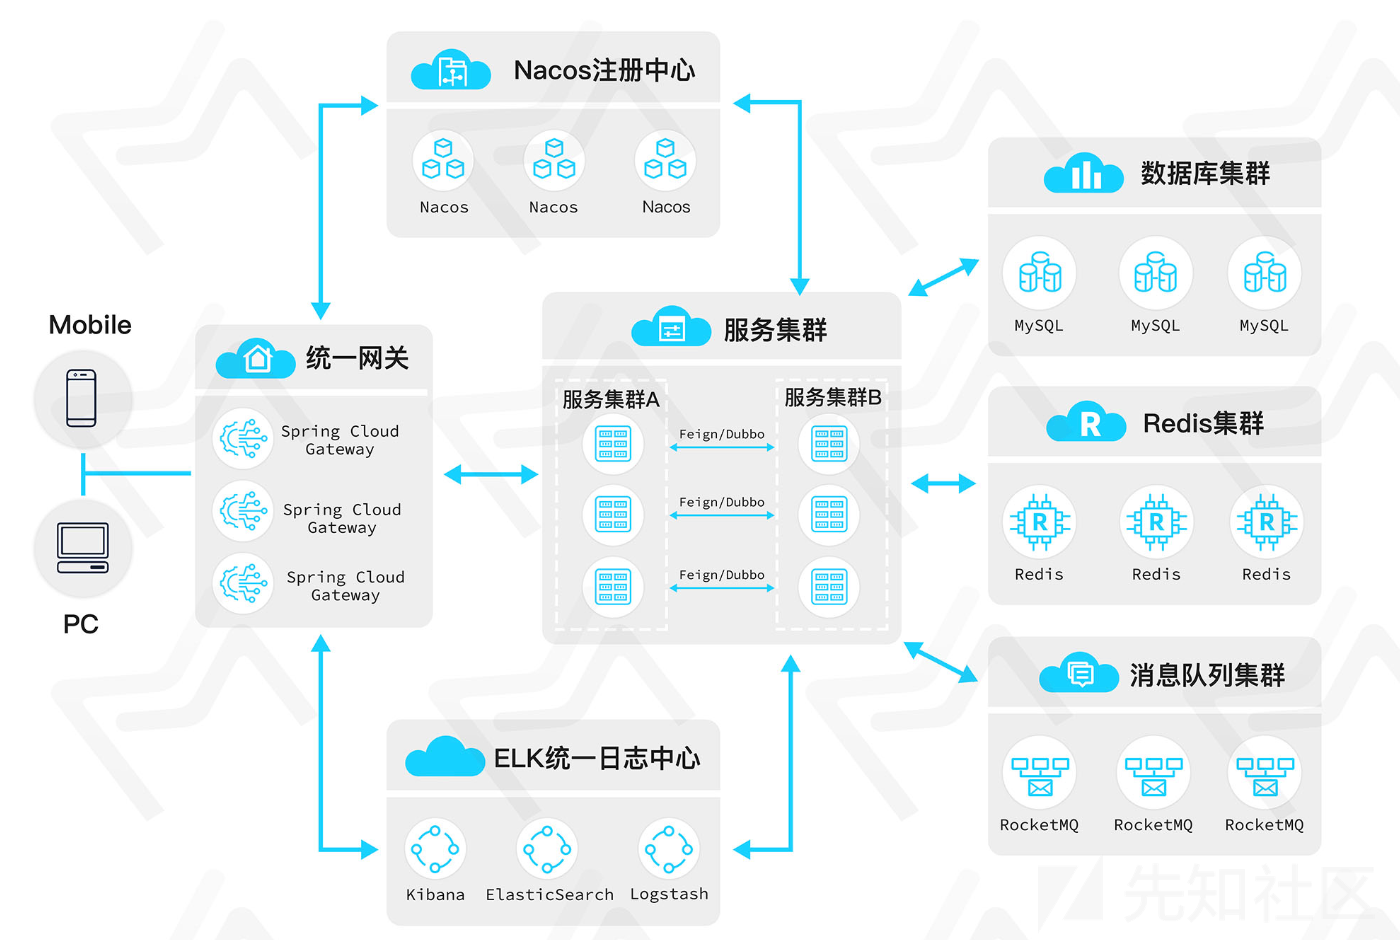 Nacos注册中心
Nacos
Nacos
Nacos
数据库集群
MySQL
MySQL
MySQL
Mobile
PC
统一网关
Spring Cloud
Gateway
Spring Cloud
Gateway
Spring Cloud
Gateway
服务集群
服务集群A
服务集群B
Feign/Dubbo
Feign/Dubbo
Feign/Dubbo
R
Redis集群
R
R
R
Redis
Redis
Redis
消息队列集群
RocketMQ
RocketMQ
RocketMQ
ELK统一日志中心
Kibana
ElasticSearch
Logstash
先知社区